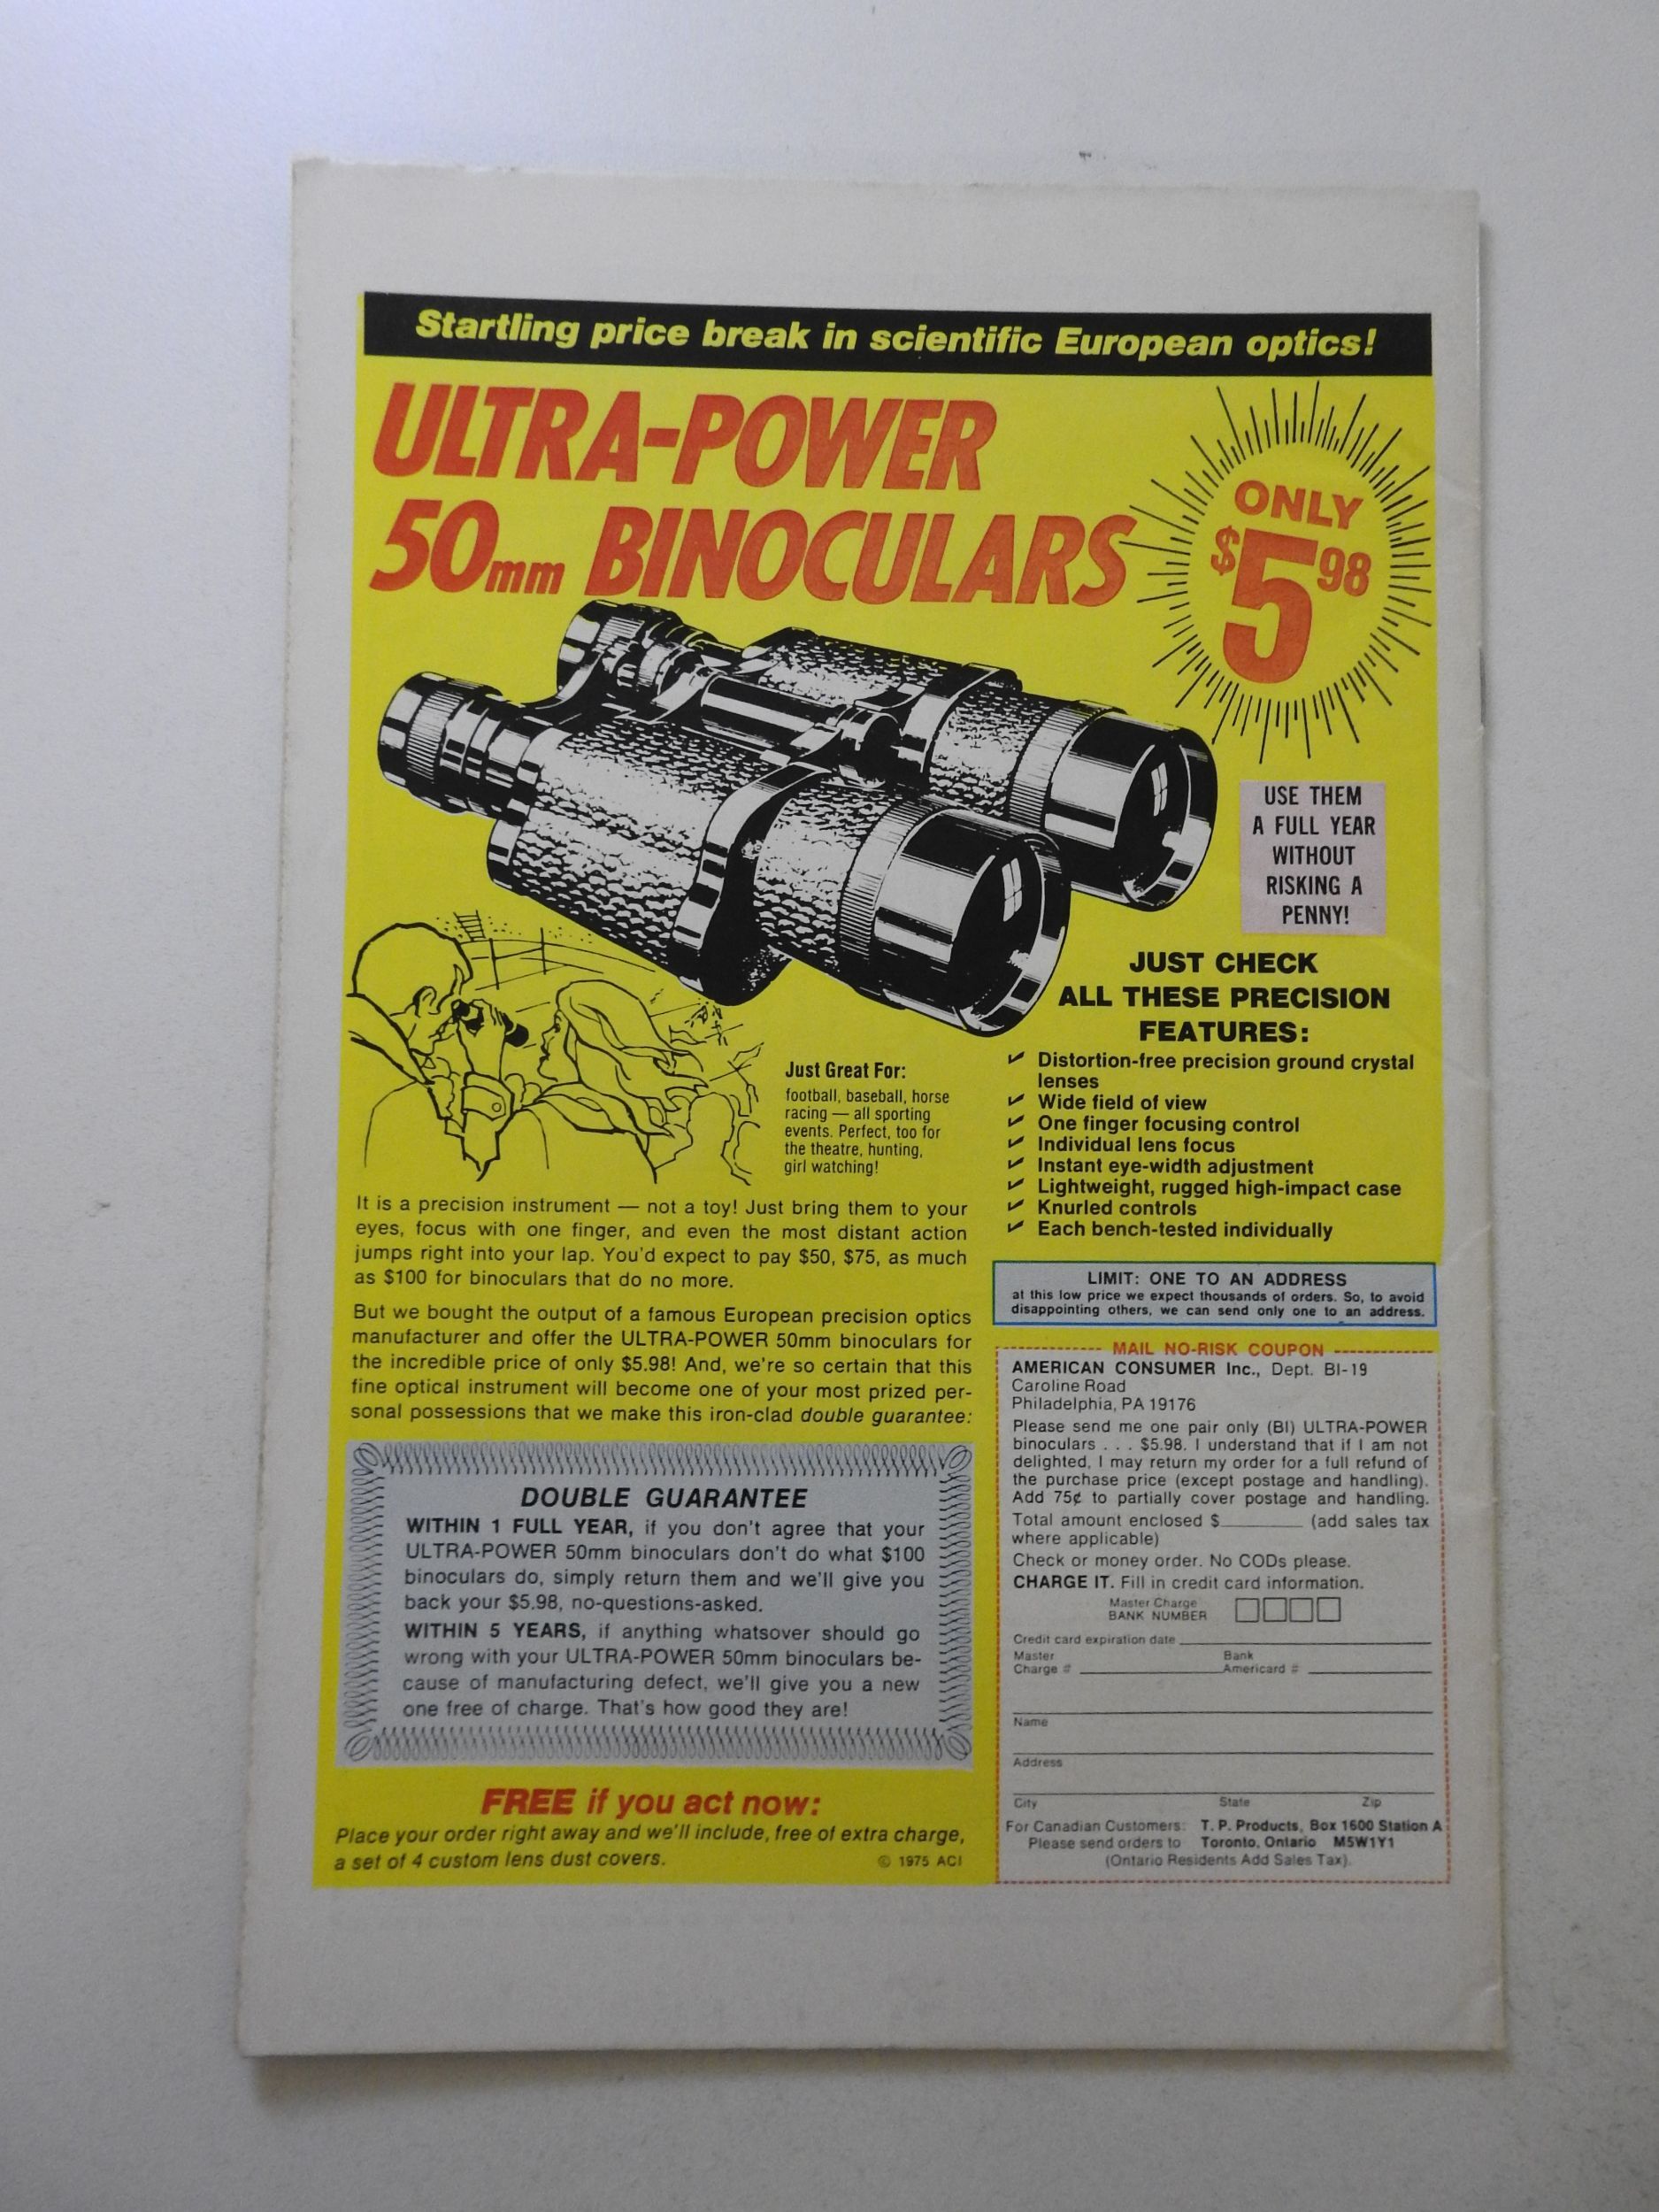 Startling price break in scientific European optics!
ULTRA-POWER
50mm BINOCULARS
ONLY
$5 98
USE THEM
A FULL YEAR
WITHOUT
RISKING A
PENNY!
JUST CHECK
ALL THESE PRECISION
FEATURES:
✓ Distortion-free precision ground crystal
lenses
✓ Wide field of view
✓ One finger focusing control
✓ Individual lens focus
✓ Instant eye-width adjustment
✓ Lightweight, rugged high-impact case
✓ Knurled controls
✓ Each bench-tested individually
Just Great For:
football, baseball, horse
racing — all sporting
events. Perfect, too for
the theatre, hunting,
girl watching!
It is a precision instrument — not a toy! Just bring them to your
eyes, focus with one finger, and even the most distant action
jumps right into your lap. You'd expect to pay $50, $75, as much
as $100 for binoculars that do no more.
But we bought the output of a famous European precision optics
manufacturer and offer the ULTRA-POWER 50mm binoculars for
the incredible price of only $5.98! And, we're so certain that this
fine optical instrument will become one of your most prized per-
sonal possessions that we make this iron-clad double guarantee:
DOUBLE GUARANTEE
WITHIN 1 FULL YEAR, if you don't agree that your
ULTRA-POWER 50mm binoculars don't do what $100
binoculars do, simply return them and we'll give you
back your $5.98, no-questions-asked.
WITHIN 5 YEARS, if anything whatsover should go
wrong with your ULTRA-POWER 50mm binoculars be-
cause of manufacturing defect, we'll give you a new
one free of charge. That's how good they are!
FREE if you act now:
Place your order right away and we'll include, free of extra charge,
a set of 4 custom lens dust covers.
© 1975 ACI
LIMIT: ONE TO AN ADDRESS
at this low price we expect thousands of orders. So, to avoid
disappointing others, we can send only one to an address.
MAIL NO-RISK COUPON
AMERICAN CONSUMER Inc., Dept. BI-19
Caroline Road
Philadelphia, PA 19176
Please send me one pair only (BI) ULTRA-POWER
binoculars . . . $5.98. I understand that if I am not
delighted, I may return my order for a full refund of
the purchase price (except postage and handling).
Add 75¢ to partially cover postage and handling.
Total amount enclosed $________ (add sales tax
where applicable)
Check or money order. No CODs please.
CHARGE IT. Fill in credit card information.
Master Charge
BANK NUMBER
Credit card expiration date
Master Bank
Charge # Americard #
Name
Address
City State Zip
For Canadian Customers: T. P. Products, Box 1600 Station A
Please send orders to Toronto, Ontario M5W1Y1
(Ontario Residents Add Sales Tax).